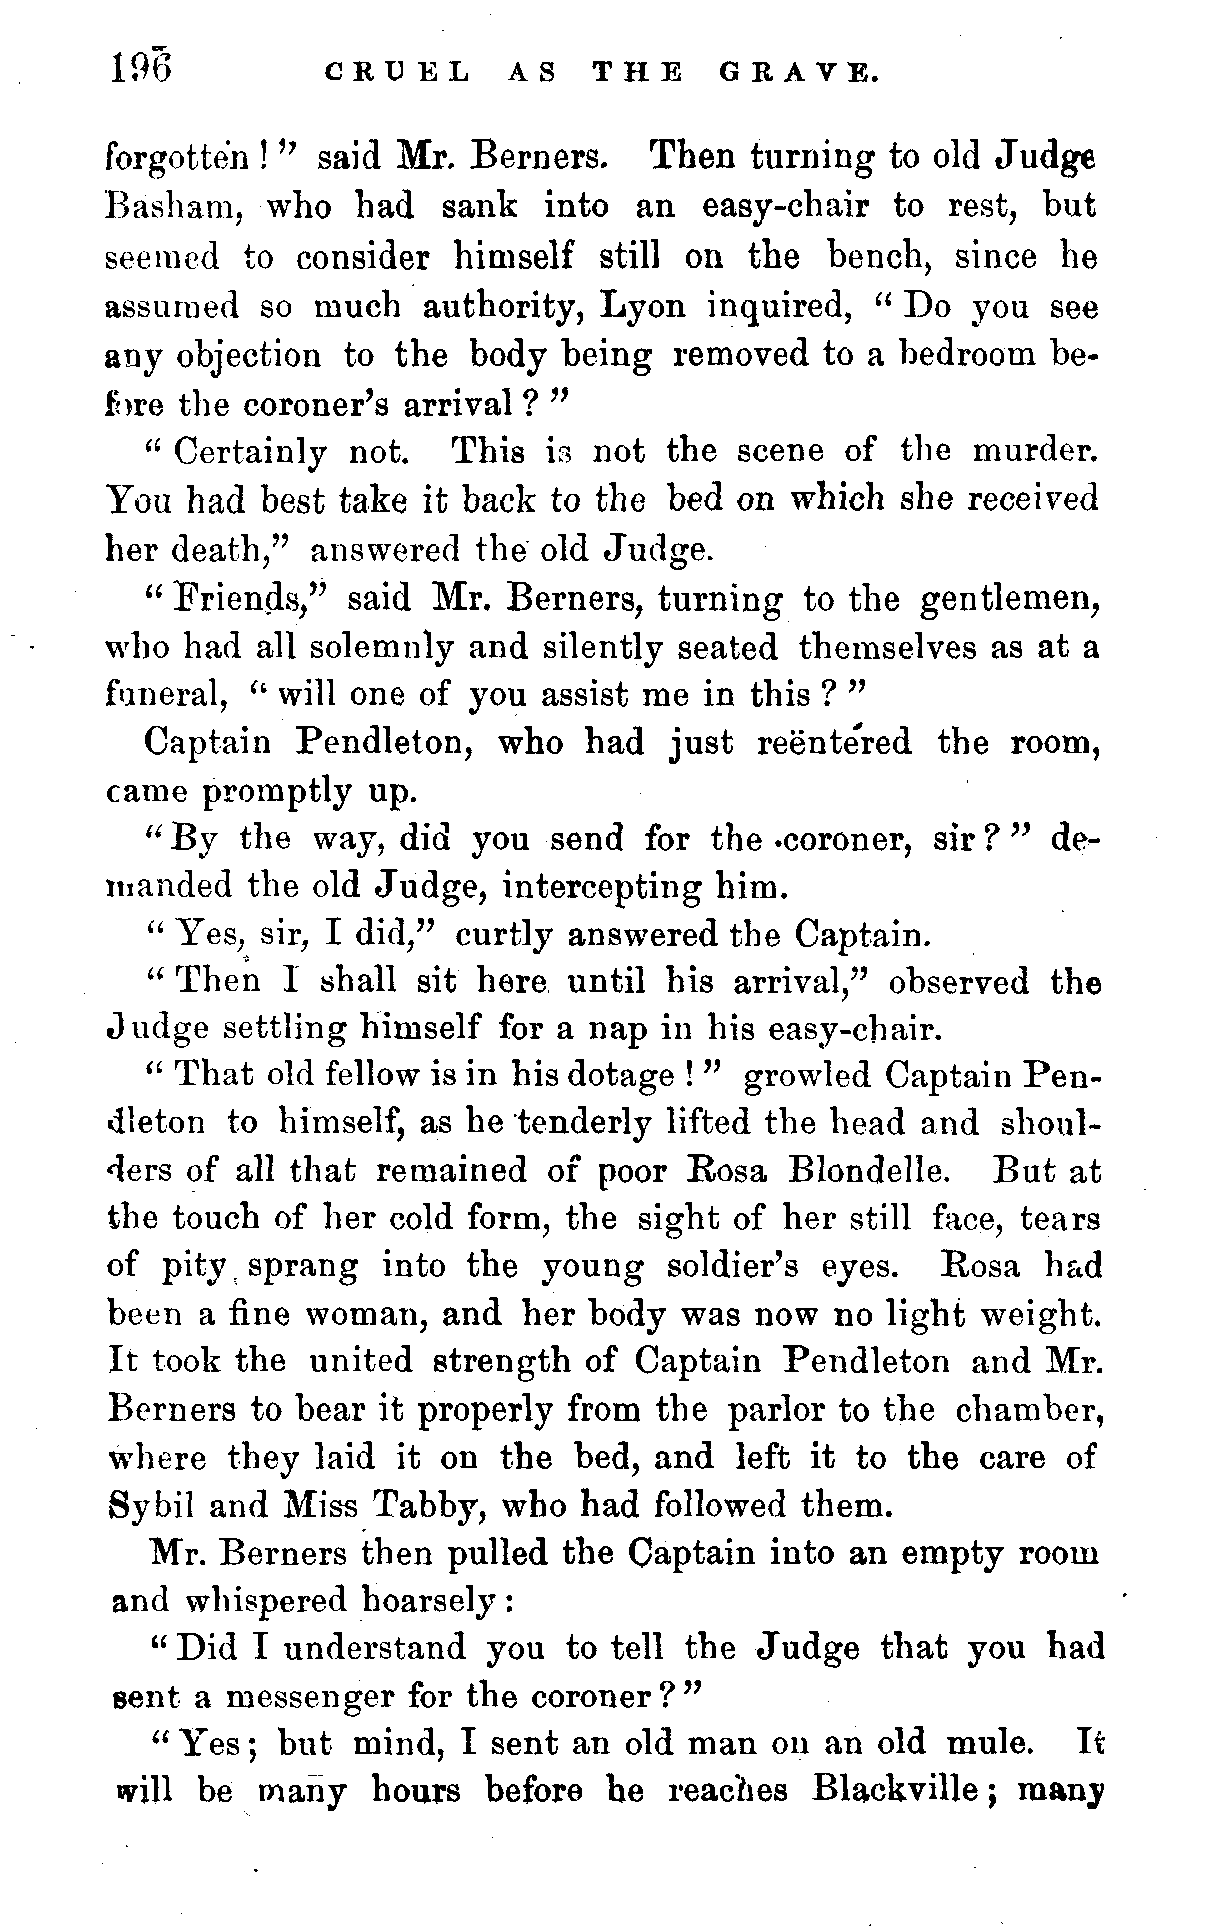 196 CRUEL AS THE GRAVE.
forgotten!" said Mr. Berners. Then turning to old Judge
Basham, who had sank into an easy-chair to rest, but
seemed to consider himself still on the bench, since he
assumed so much authority, Lyon inquired, "Do you see
any objection to the body being removed to a bedroom be-
fore the coroner's arrival?"
"Certainly not. This is not the scene of the murder.
You had best take it back to the bed on which she received
her death," answered the old Judge.
"Friends," said Mr. Berners, turning to the gentlemen,
who had all solemnly and silently seated themselves as at a
funeral, "will one of you assist me in this?"
Captain Pendleton, who had just reëntered the room,
came promptly up.
"By the way, did you send for the coroner, sir?" de-
manded the old Judge, intercepting him.
"Yes, sir, I did," curtly answered the Captain.
"Then I shall sit here until his arrival," observed the
Judge settling himself for a nap in his easy-chair.
"That old fellow is in his dotage!" growled Captain Pen-
dleton to himself, as he tenderly lifted the head and shoul-
ders of all that remained of poor Rosa Blondelle. But at
the touch of her cold form, the sight of her still face, tears
of pity sprang into the young soldier's eyes. Rosa had
been a fine woman, and her body was now no light weight.
It took the united strength of Captain Pendleton and Mr.
Berners to bear it properly from the parlor to the chamber,
where they laid it on the bed, and left it to the care of
Sybil and Miss Tabby, who had followed them.
Mr. Berners then pulled the Captain into an empty room
and whispered hoarsely:
"Did I understand you to tell the Judge that you had
sent a messenger for the coroner?"
"Yes; but mind, I sent an old man on an old mule. It
will be many hours before he reaches Blackville; many